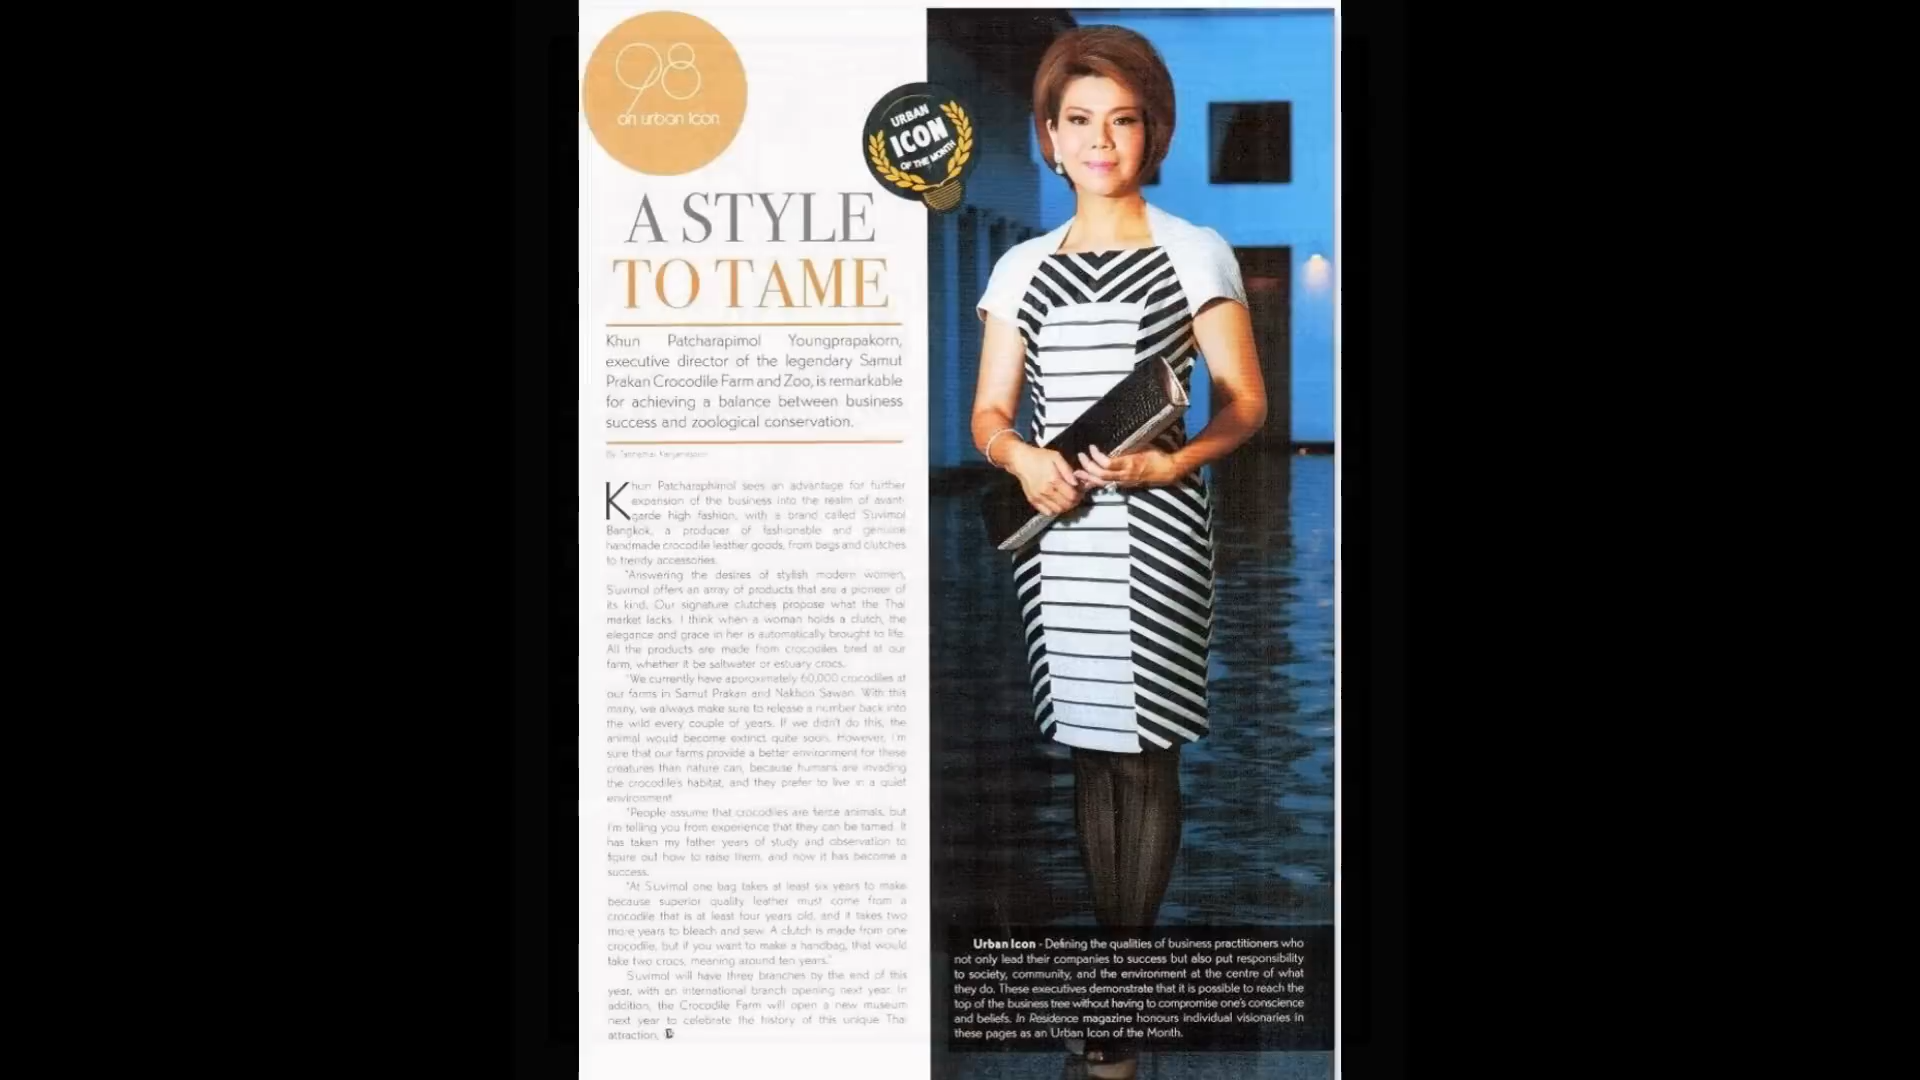 98
an urban icon
URBAN
ICON
OF THE MONTH
A STYLE
TO TAME
Khun Patcharapimol Youngprapakorn,
executive director of the legendary Samut
Prakan Crocodile Farm and Zoo, is remarkable
for achieving a balance between business
success and zoological conservation.
Khun Patcharaphimol sees an advantage for further
expansion of the business into the realm of avant-
garde high fashion, with a brand called S'uvimol
Bangkok, a producer of fashionable and genuine
handmade crocodile leather goods, from bags and clutches
to trendy accessories.
"Answering the desires of stylish modern women,
S'uvimol offers an array of products that are a pioneer of
its kind. Our signature clutches propose what the Thai
market lacks. I think when a woman holds a clutch, the
elegance and grace in her is automatically brought to life.
All the products are made from crocodiles bred at our
farm, whether it be saltwater or estuary crocs.
"We currently have approximately 60,000 crocodiles at
our farms in Samut Prakan and Nakhon Sawan. With this
many, we always make sure to release a number back into
the wild every couple of years. If we didn't do this, the
animal would become extinct quite soon. However, I'm
sure that our farms provide a better environment for these
creatures than nature can, because humans are invading
the crocodile's habitat, and they prefer to live in a quiet
environment.
"People assume that crocodiles are fierce animals, but
I'm telling you from experience that they can be tamed. It
has taken my father years of study and observation to
figure out how to raise them, and now it has become a
success.
"At S'uvimol one bag takes at least six years to make
because superior quality leather must come from a
crocodile that is at least four years old, and it takes two
more years to bleach and sew. A clutch is made from one
crocodile, but if you want to make a handbag, that would
take two crocs, meaning around ten years."
S'uvimol will have three branches by the end of this
year, with an international branch opening next year. In
addition, the Crocodile Farm will open a new museum
next year to celebrate the history of this unique Thai
attraction.
Urban Icon - Defining the qualities of business practitioners who
not only lead their companies to success but also put responsibility
to society, community, and the environment at the centre of what
they do. These executives demonstrate that it is possible to reach the
top of the business tree without having to compromise one's conscience
and beliefs. In Residence magazine honours individual visionaries in
these pages as an Urban Icon of the Month.